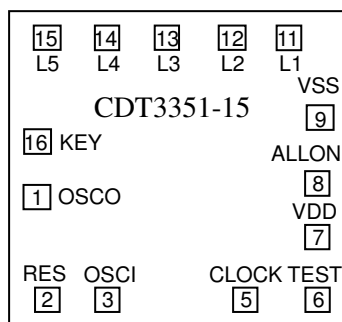 15 14 13 12 11
L5 L4 L3 L2 L1
VSS
CDT3351-15
9
16 KEY
ALLON
8
1 OSCO
VDD
7
RES OSCI CLOCK TEST
2 3 5 6